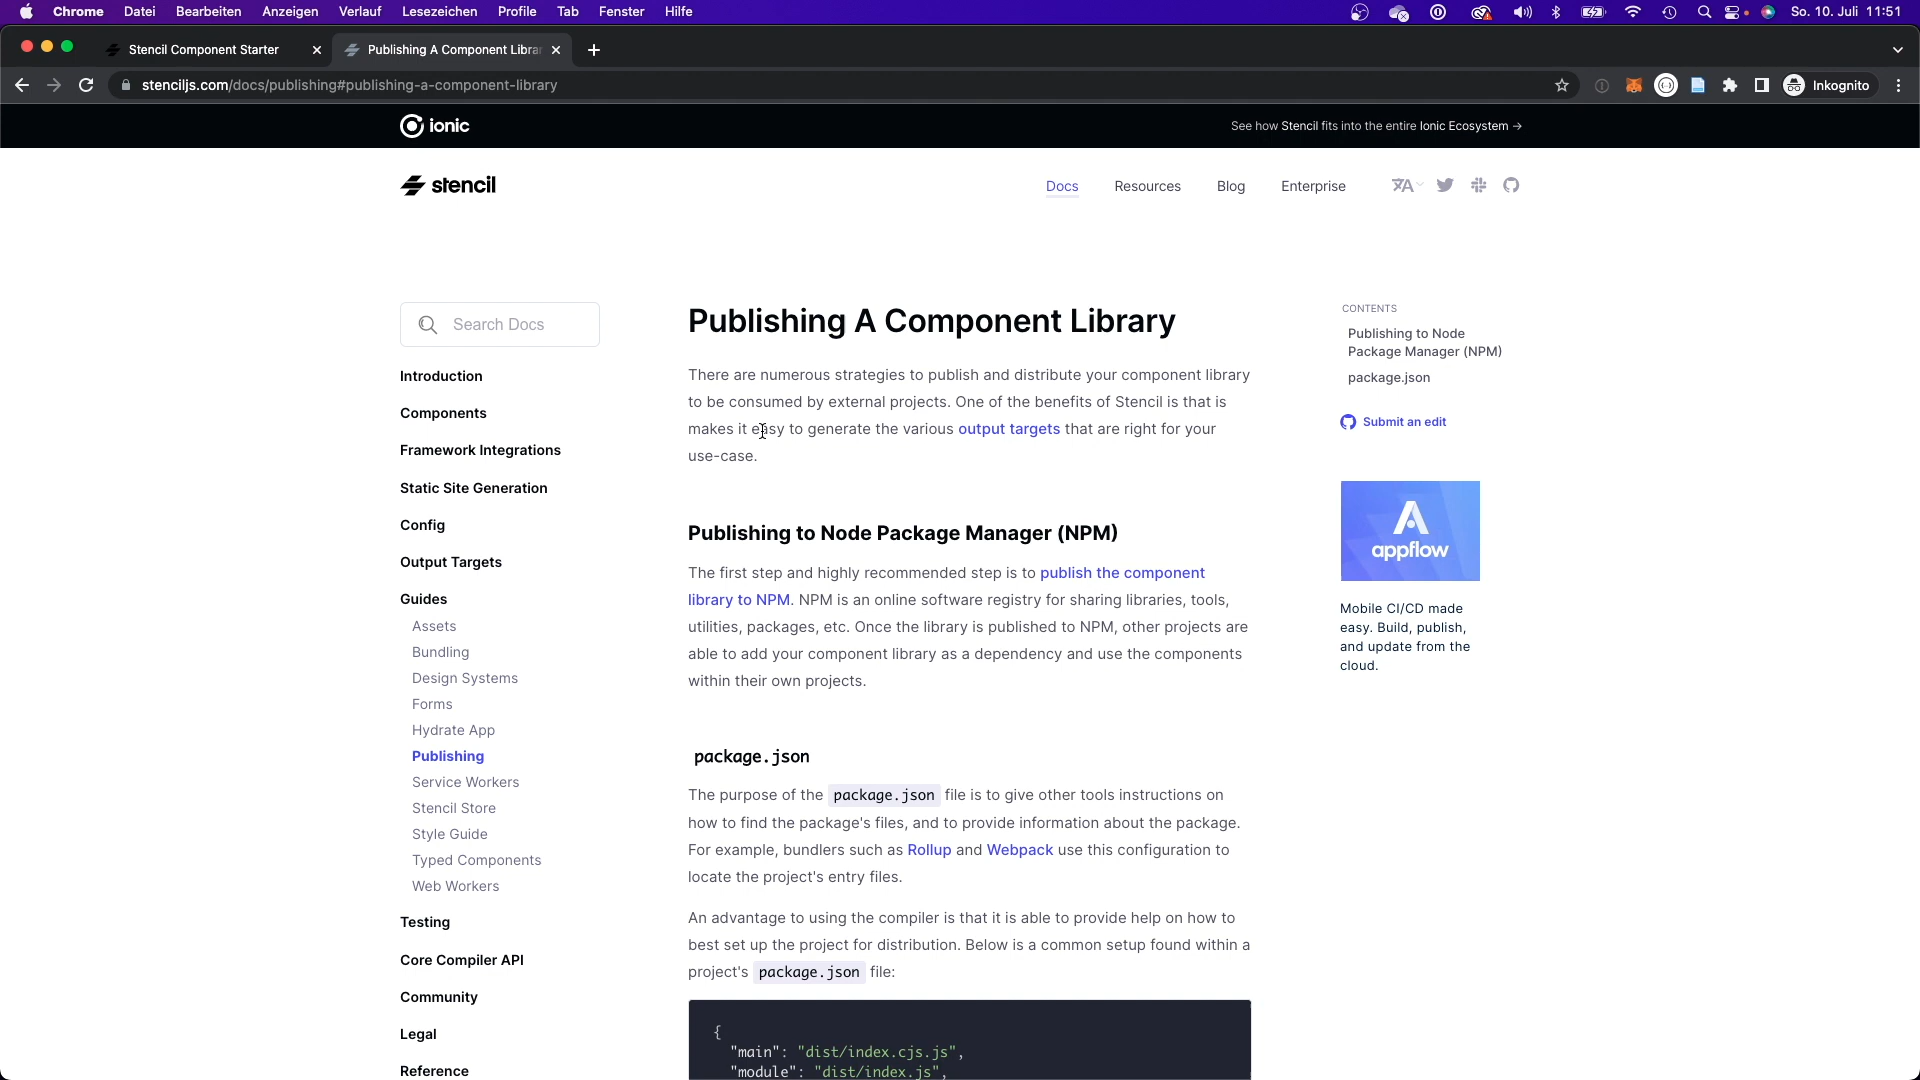 Chrome Datei Bearbeiten Anzeigen Verlauf Lesezeichen Profile Tab Fenster Hilfe So. 10. Juli 11:51
Stencil Component Starter
Publishing A Component Librar
stenciljs.com/docs/publishing#publishing-a-component-library
Inkognito
ionic
See how Stencil fits into the entire Ionic Ecosystem →
stencil
Docs Resources Blog Enterprise
Search Docs
Introduction
Components
Framework Integrations
Static Site Generation
Config
Output Targets
Guides
Assets
Bundling
Design Systems
Forms
Hydrate App
Publishing
Service Workers
Stencil Store
Style Guide
Typed Components
Web Workers
Testing
Core Compiler API
Community
Legal
Reference
Publishing A Component Library
There are numerous strategies to publish and distribute your component library
to be consumed by external projects. One of the benefits of Stencil is that is
makes it easy to generate the various output targets that are right for your
use-case.
Publishing to Node Package Manager (NPM)
The first step and highly recommended step is to publish the component
library to NPM. NPM is an online software registry for sharing libraries, tools,
utilities, packages, etc. Once the library is published to NPM, other projects are
able to add your component library as a dependency and use the components
within their own projects.
package.json
The purpose of the package.json file is to give other tools instructions on
how to find the package's files, and to provide information about the package.
For example, bundlers such as Rollup and Webpack use this configuration to
locate the project's entry files.
An advantage to using the compiler is that it is able to provide help on how to
best set up the project for distribution. Below is a common setup found within a
project's package.json file:
{
"main": "dist/index.cjs.js",
"module": "dist/index.js",
CONTENTS
Publishing to Node
Package Manager (NPM)
package.json
Submit an edit
appflow
Mobile CI/CD made
easy. Build, publish,
and update from the
cloud.